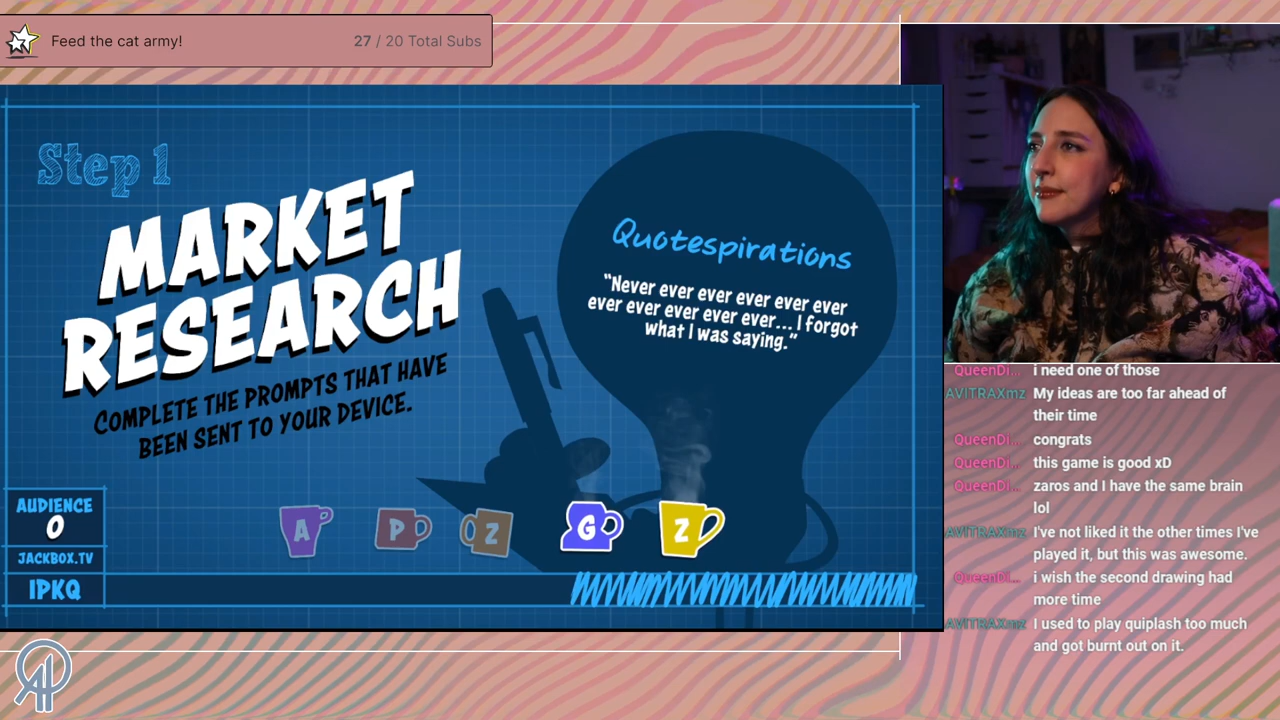 Feed the cat army!
27 / 20 Total Subs
Step 1
MARKET
RESEARCH
COMPLETE THE PROMPTS THAT HAVE
BEEN SENT TO YOUR DEVICE.
Quotespirations
"Never ever ever ever ever ever
ever ever ever ever ever... I forgot
what I was saying."
AUDIENCE
0
JACKBOX.TV
IPKQ
A
P
Z
G
Z
QueenDi... i need one of those
AVITRAXmz My ideas are too far ahead of
their time
QueenDi... congrats
QueenDi... this game is good xD
QueenDi... zaros and I have the same brain
lol
AVITRAXmz I've not liked it the other times I've
played it, but this was awesome.
QueenDi... i wish the second drawing had
more time
AVITRAXmz I used to play quiplash too much
and got burnt out on it.